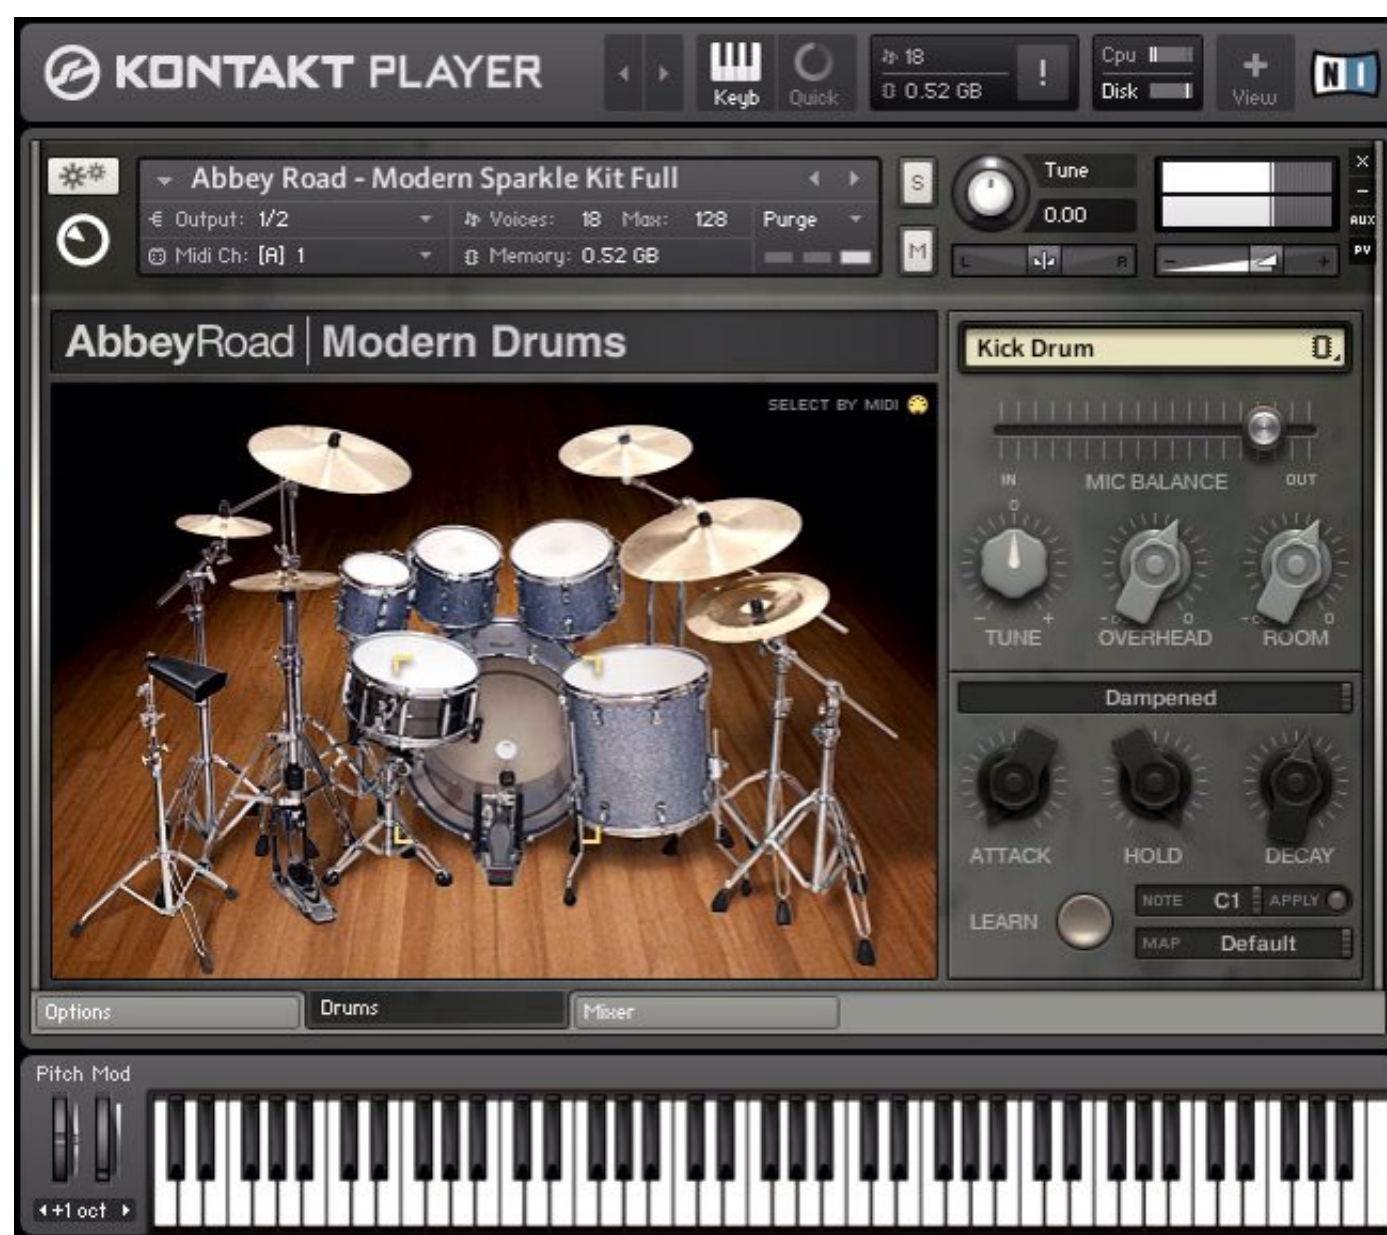 KONTAKT PLAYER
Keyb
Quick
18
0.52 GB
!
Cpu
Disk
+
View
NI
Abbey Road - Modern Sparkle Kit Full
Output: 1/2
Voices: 18 Max: 128
Purge
Midi Ch: [A] 1
Memory: 0.52 GB
S
M
Tune
0.00
L
R
-
+
X
-
AUX
PV
AbbeyRoad | Modern Drums
SELECT BY MIDI
Kick Drum
IN
MIC BALANCE
OUT
0
- +
TUNE
0
OVERHEAD
0
ROOM
Dampened
ATTACK
HOLD
DECAY
LEARN
NOTE C1 APPLY
MAP Default
Options
Drums
Mixer
Pitch Mod
+1 oct